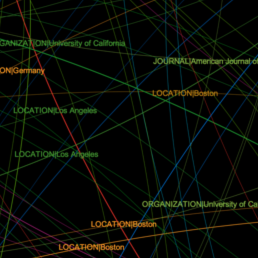 GANIZATION|University of California
JOURNAL|American Journal of
ON|Germany
LOCATION|Boston
LOCATION|Los Angeles
LOCATION|Los Angeles
ORGANIZATION|University of Ca
LOCATION|Boston
LOCATION|Boston